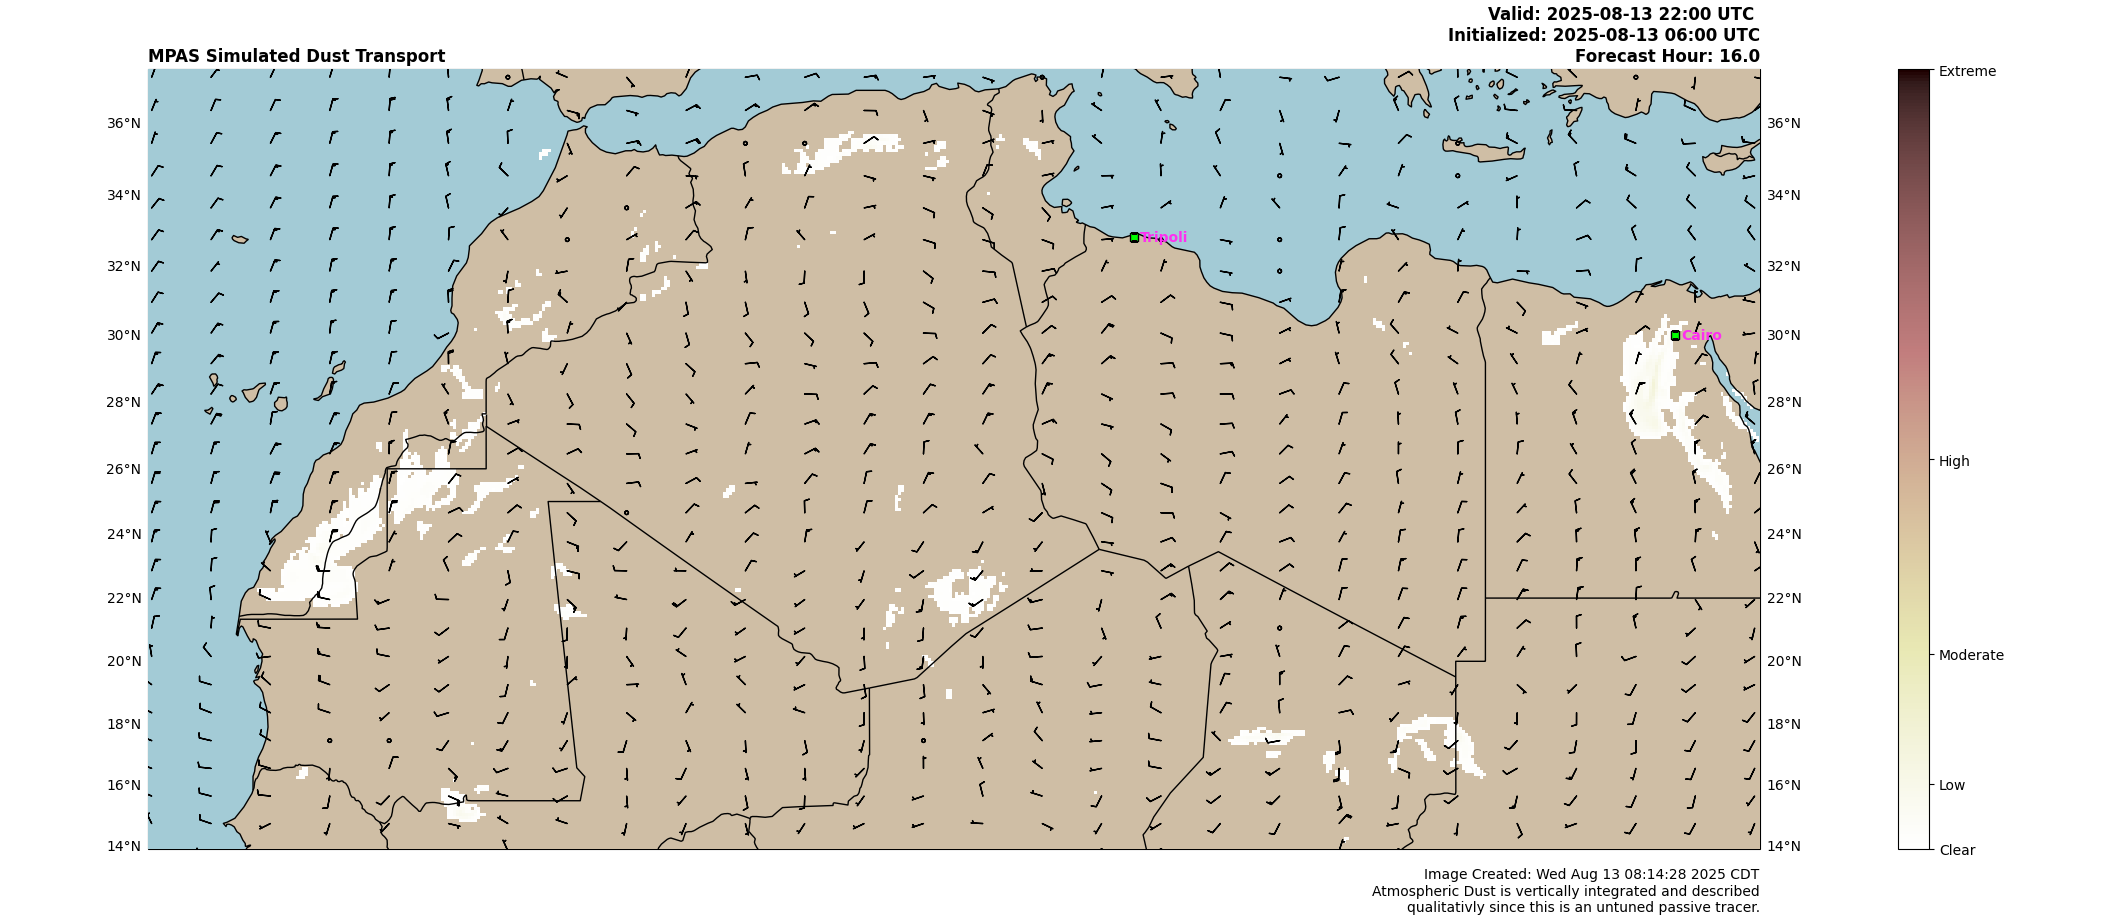 Valid: 2025-08-13 22:00 UTC
Initialized: 2025-08-13 06:00 UTC
MPAS Simulated Dust Transport
Forecast Hour: 16.0
Extreme
36°N
36°N
34°N
34°N
Tripoli
32°N
32°N
30°N
Cairo
30°N
28°N
28°N
26°N
26°N
High
24°N
24°N
22°N
22°N
20°N
20°N
Moderate
18°N
18°N
16°N
16°N
Low
14°N
14°N
Clear
Image Created: Wed Aug 13 08:14:28 2025 CDT
Atmospheric Dust is vertically integrated and described
qualitativly since this is an untuned passive tracer.